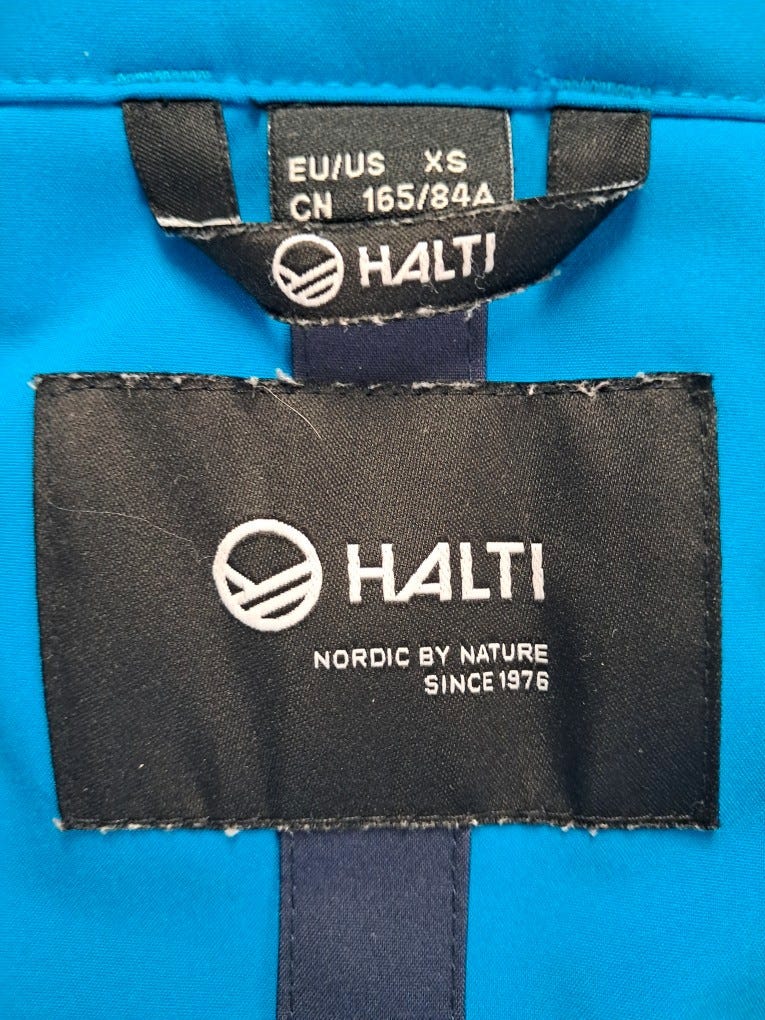 EU/US XS
CN 165/84A
HALTI
HALTI
NORDIC BY NATURE
SINCE 1976